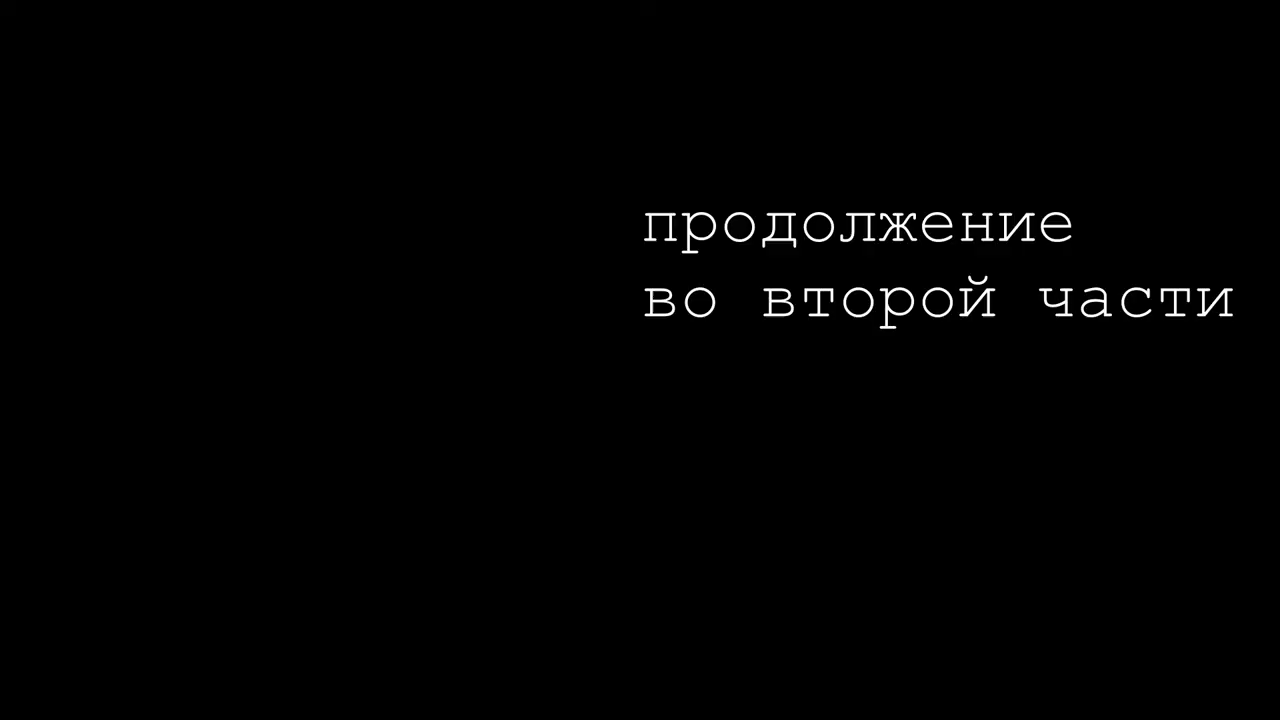 продолжение
во второй части